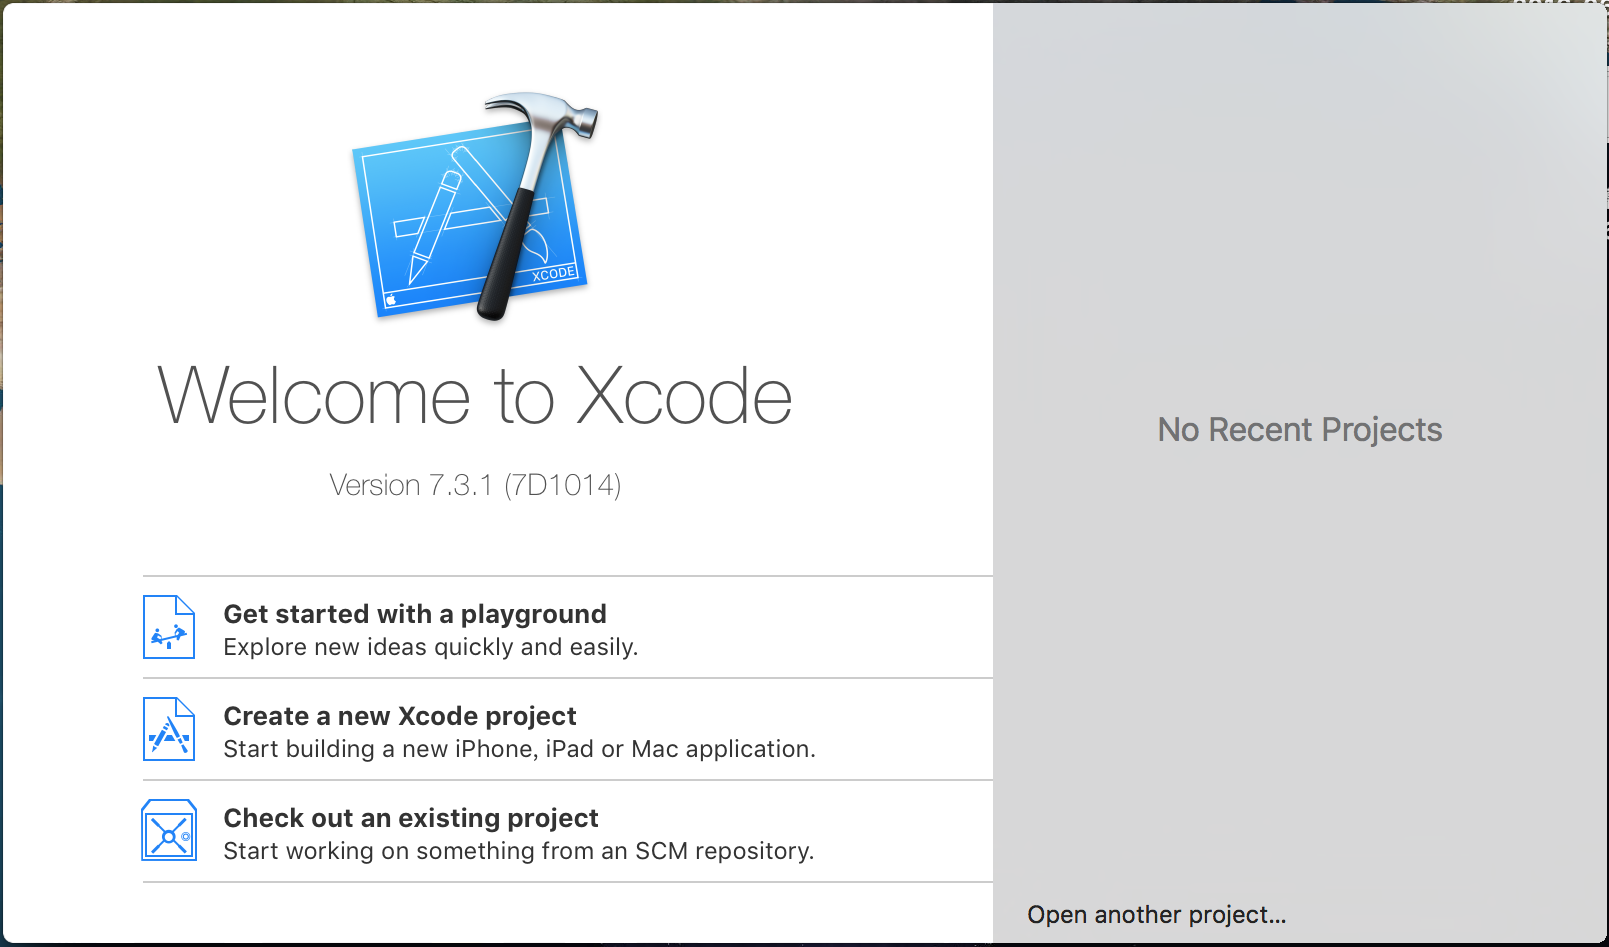 XCODE
Welcome to Xcode
Version 7.3.1 (7D1014)
Get started with a playground
Explore new ideas quickly and easily.
Create a new Xcode project
Start building a new iPhone, iPad or Mac application.
Check out an existing project
Start working on something from an SCM repository.
No Recent Projects
Open another project...